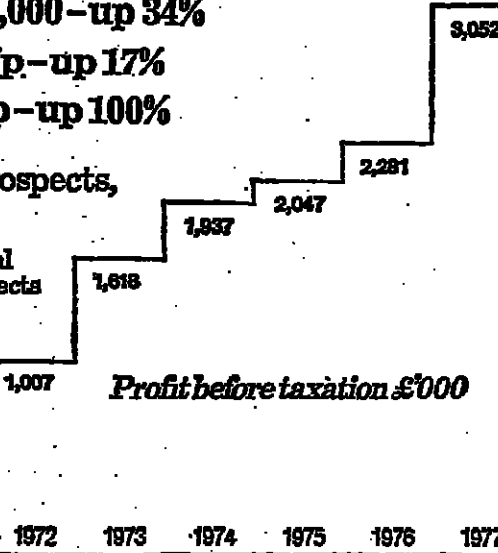 ,000–up 34%
p–up 17%
p–up 100%
ospects,
al
ects
3,052
2,281
2,047
1,937
1,618
1,007
Profit before taxation £'000
1972 1973 1974 1975 1976 1977